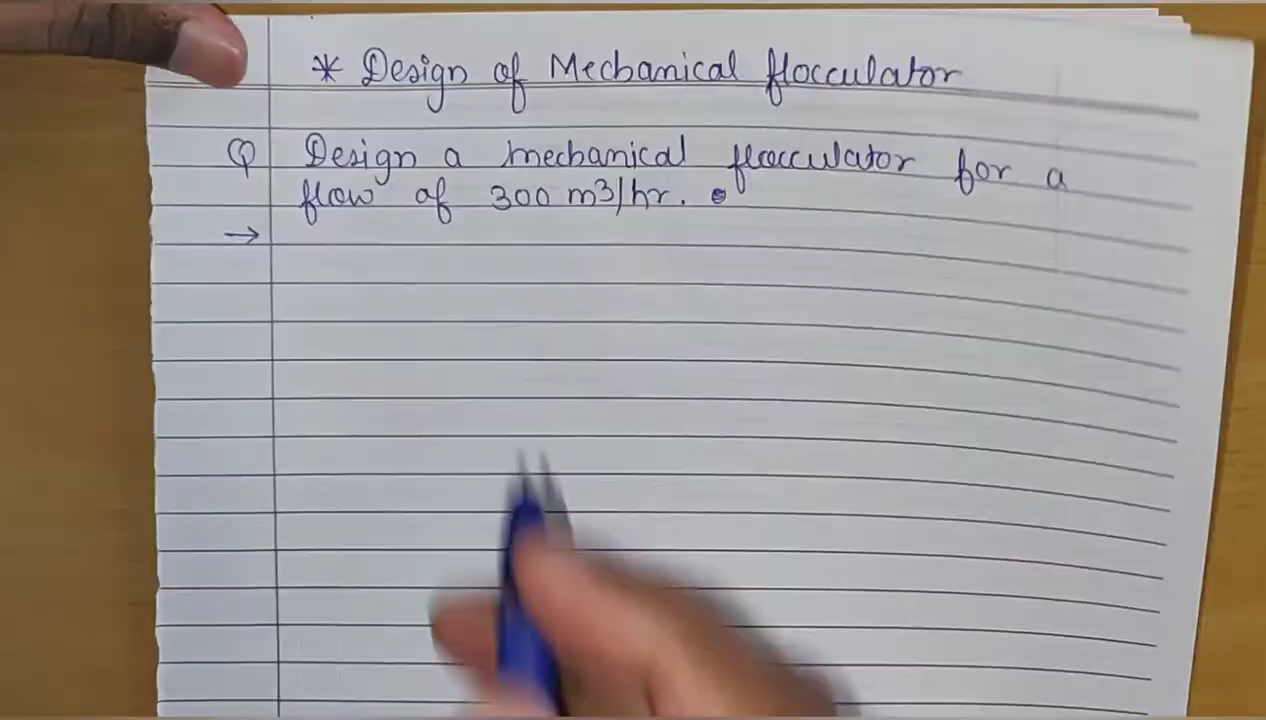 * Design of Mechanical flocculator
Q Design a mechanical flocculator for a
flow of 300 m3/hr.
→